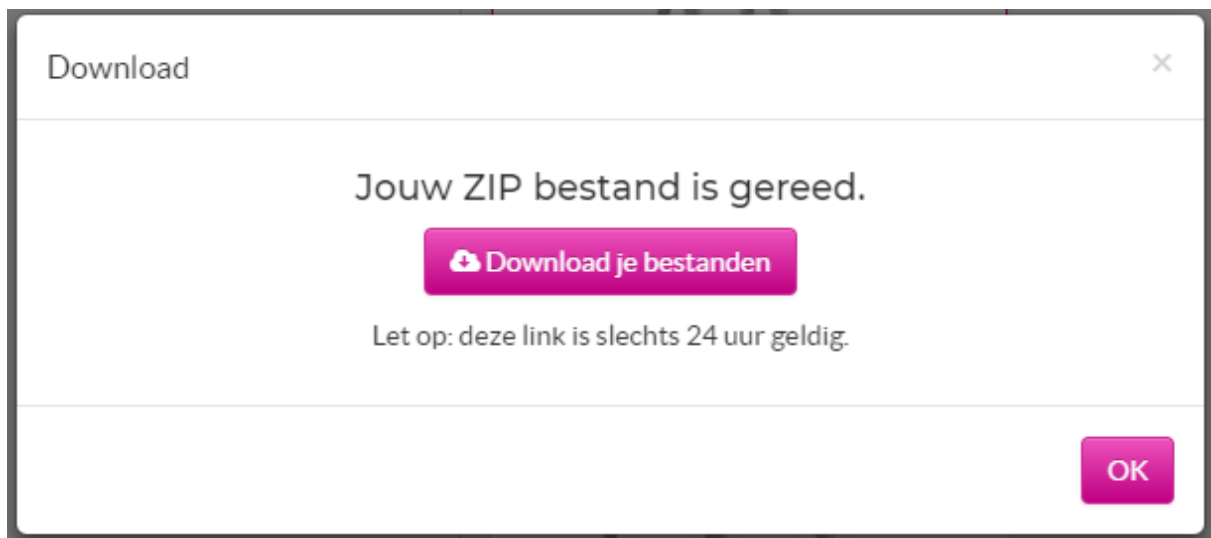 Download
Jouw ZIP bestand is gereed.
Download je bestanden
Let op: deze link is slechts 24 uur geldig.
OK